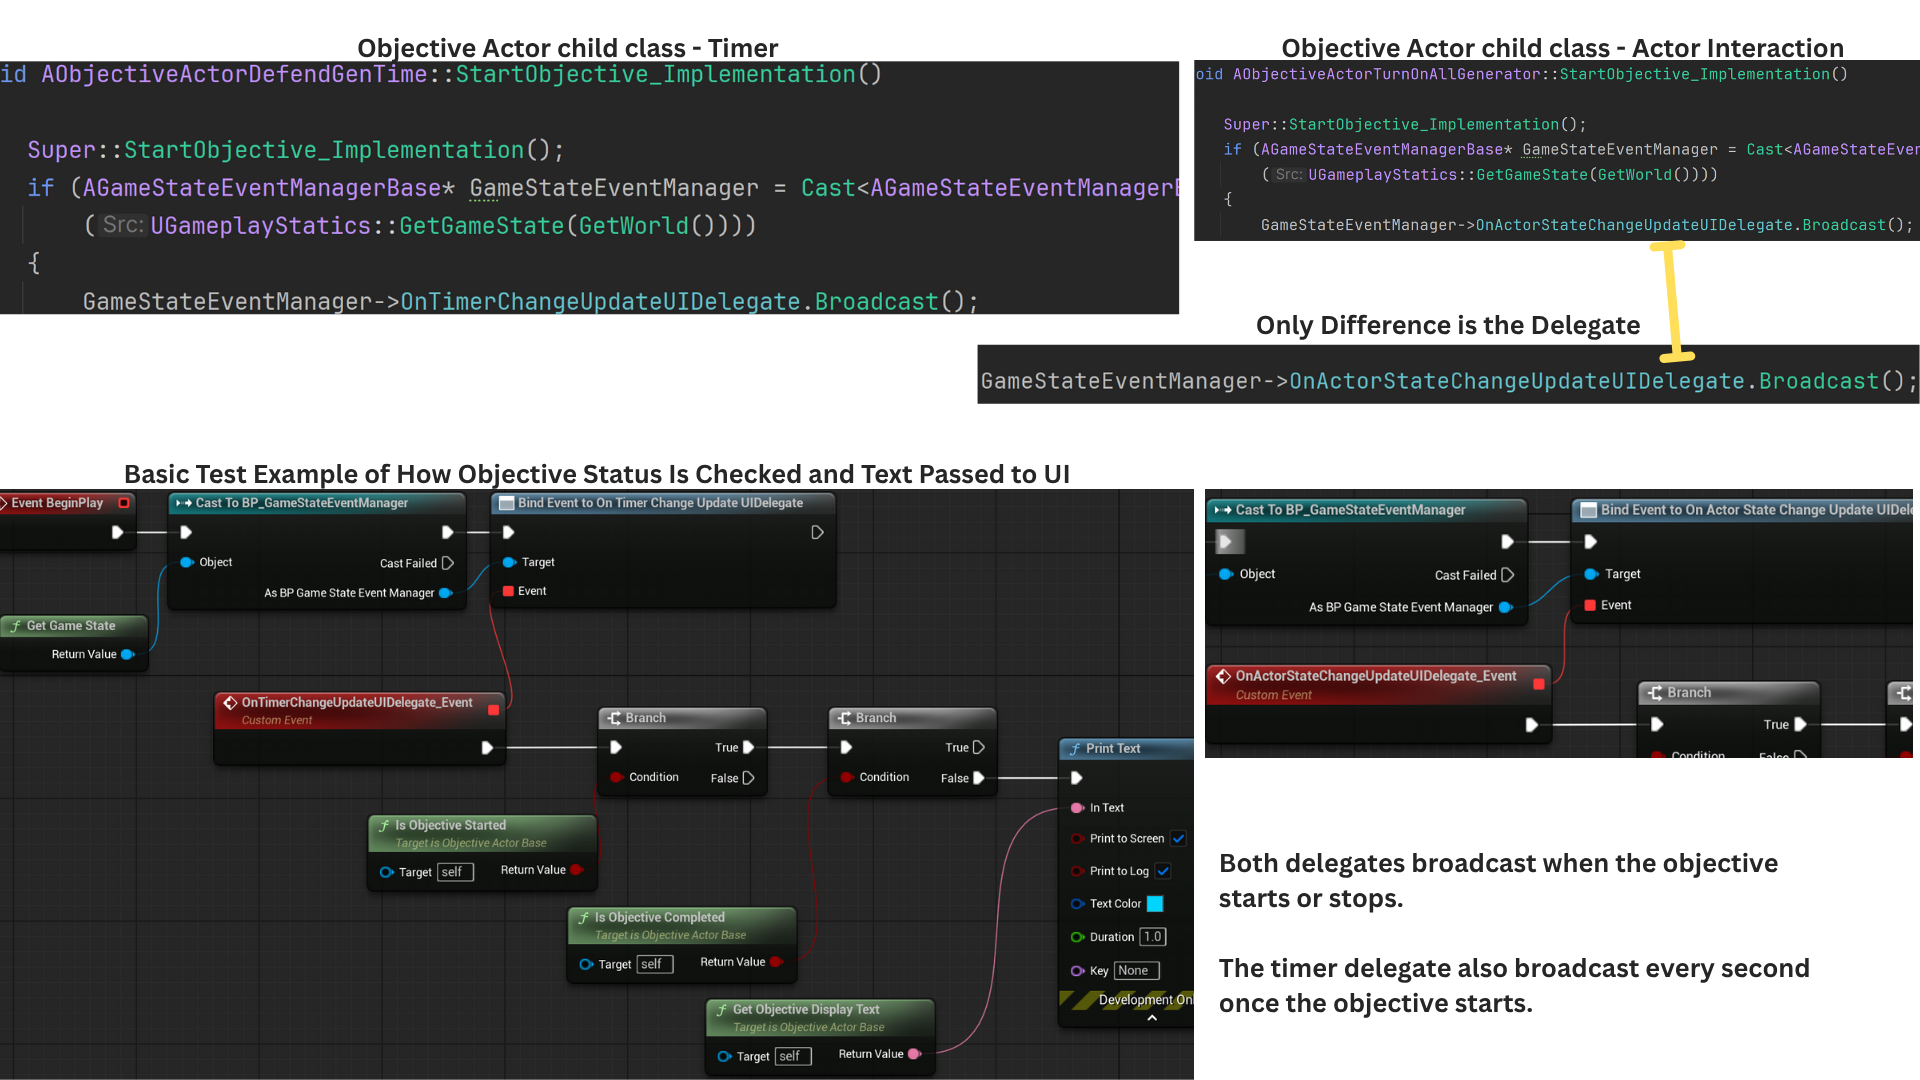 Objective Actor child class - Timer
id AObjectiveActorDefendGenTime::StartObjective_Implementation()
Super::StartObjective_Implementation();
if (AGameStateEventManagerBase* GameStateEventManager = Cast<AGameStateEventManagerB
(Src: UGameplayStatics::GetGameState(GetWorld())))
{
GameStateEventManager->OnTimerChangeUpdateUIDelegate.Broadcast();
Objective Actor child class - Actor Interaction
oid AObjectiveActorTurnOnAllGenerator::StartObjective_Implementation()
Super::StartObjective_Implementation();
if (AGameStateEventManagerBase* GameStateEventManager = Cast<AGameStateEven
(Src: UGameplayStatics::GetGameState(GetWorld())))
{
GameStateEventManager->OnActorStateChangeUpdateUIDelegate.Broadcast();
Only Difference is the Delegate
GameStateEventManager->OnActorStateChangeUpdateUIDelegate.Broadcast();
Basic Test Example of How Objective Status Is Checked and Text Passed to UI
Event BeginPlay
Cast To BP_GameStateEventManager
Object
Cast Failed
As BP Game State Event Manager
Bind Event to On Timer Change Update UIDelegate
Target
Event
f Get Game State
Return Value
OnTimerChangeUpdateUIDelegate_Event
Custom Event
Branch
True
Condition
False
Branch
True
Condition
False
f Print Text
In Text
Print to Screen
Print to Log
Text Color
Duration 1.0
Key None
Development Onl
f Is Objective Started
Target is Objective Actor Base
Target self
Return Value
f Is Objective Completed
Target is Objective Actor Base
Target self
Return Value
f Get Objective Display Text
Target is Objective Actor Base
Target self
Return Value
Cast To BP_GameStateEventManager
Object
Cast Failed
As BP Game State Event Manager
Bind Event to On Actor State Change Update UIDele
Target
Event
OnActorStateChangeUpdateUIDelegate_Event
Custom Event
Branch
True
Condition
False
Both delegates broadcast when the objective
starts or stops.
The timer delegate also broadcast every second
once the objective starts.